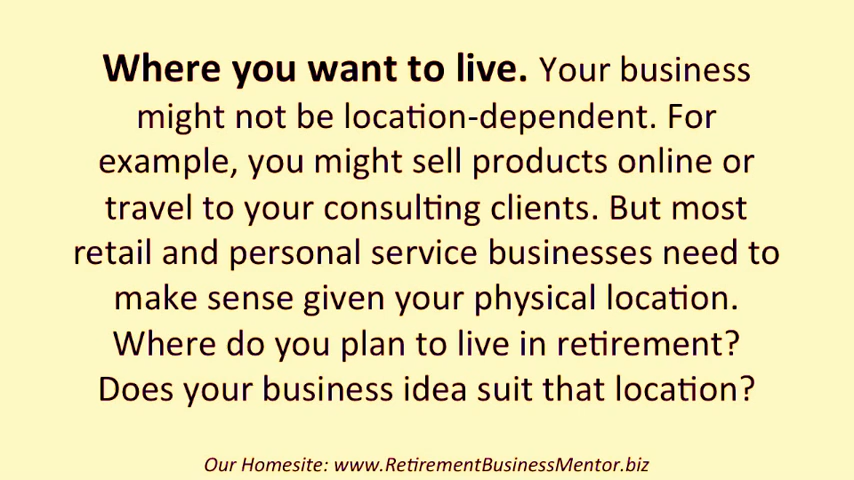 Where you want to live. Your business
might not be location-dependent. For
example, you might sell products online or
travel to your consulting clients. But most
retail and personal service businesses need to
make sense given your physical location.
Where do you plan to live in retirement?
Does your business idea suit that location?
Our Homesite: www.RetirementBusinessMentor.biz